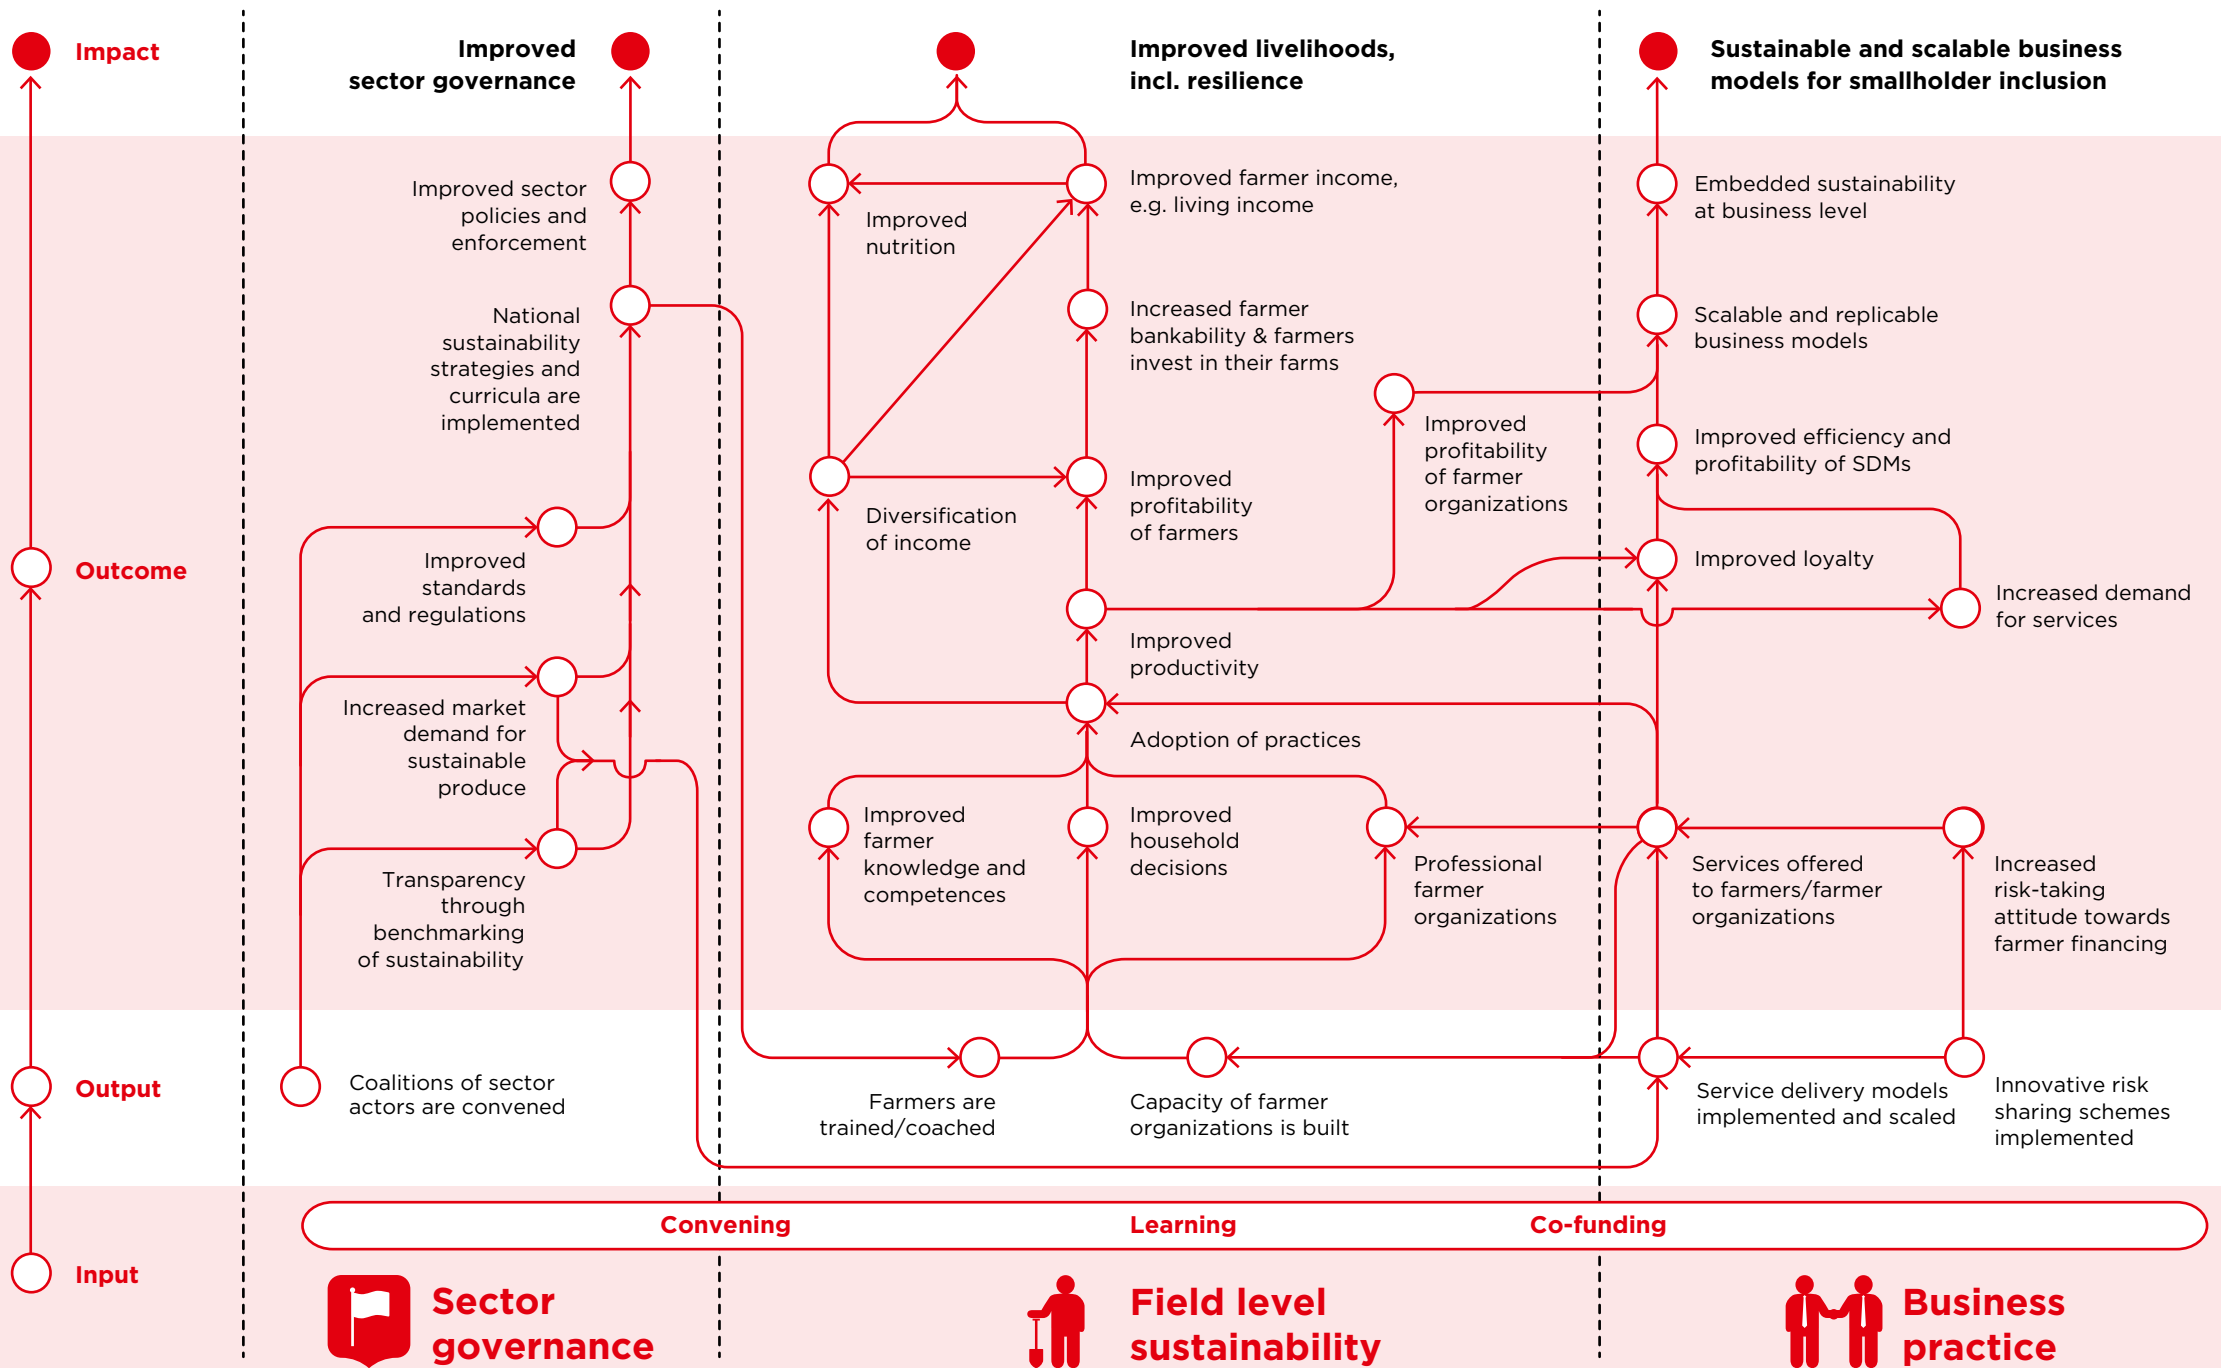 Impact
Improved
sector governance
Improved livelihoods,
incl. resilience
Sustainable and scalable business
models for smallholder inclusion
Improved sector
policies and
enforcement
Improved
nutrition
Improved farmer income,
e.g. living income
Embedded sustainability
at business level
National
sustainability
strategies and
curricula are
implemented
Increased farmer
bankability & farmers
invest in their farms
Scalable and replicable
business models
Improved
profitability
of farmer
organizations
Improved efficiency and
profitability of SDMs
Diversification
of income
Improved
profitability
of farmers
Outcome
Improved
standards
and regulations
Improved loyalty
Increased demand
for services
Improved
productivity
Increased market
demand for
sustainable
produce
Adoption of practices
Transparency
through
benchmarking
of sustainability
Improved
farmer
knowledge and
competences
Improved
household
decisions
Professional
farmer
organizations
Services offered
to farmers/farmer
organizations
Increased
risk-taking
attitude towards
farmer financing
Output
Coalitions of sector
actors are convened
Farmers are
trained/coached
Capacity of farmer
organizations is built
Service delivery models
implemented and scaled
Innovative risk
sharing schemes
implemented
Convening
Learning
Co-funding
Input
Sector
governance
Field level
sustainability
Business
practice